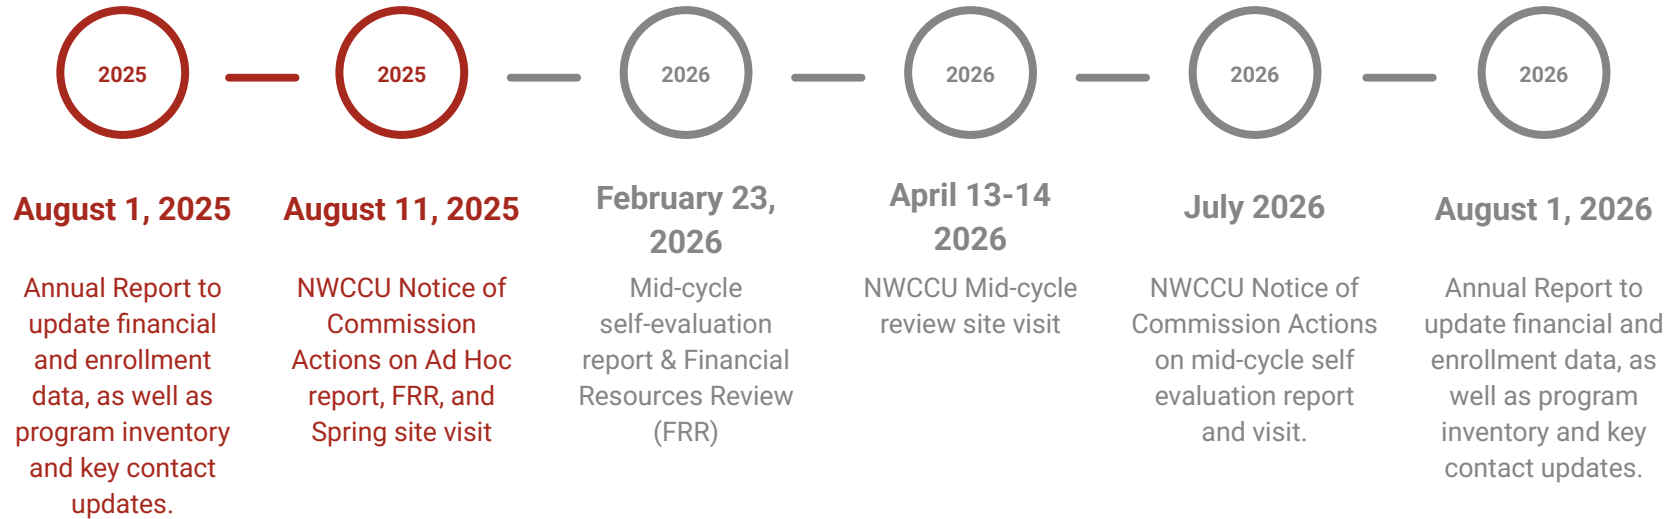 2025
August 1, 2025
Annual Report to
update financial
and enrollment
data, as well as
program inventory
and key contact
updates.
2025
August 11, 2025
NWCCU Notice of
Commission
Actions on Ad Hoc
report, FRR, and
Spring site visit
2026
February 23,
2026
Mid-cycle
self-evaluation
report & Financial
Resources Review
(FRR)
2026
April 13-14
2026
NWCCU Mid-cycle
review site visit
2026
July 2026
NWCCU Notice of
Commission Actions
on mid-cycle self
evaluation report
and visit.
2026
August 1, 2026
Annual Report to
update financial and
enrollment data, as
well as program
inventory and key
contact updates.